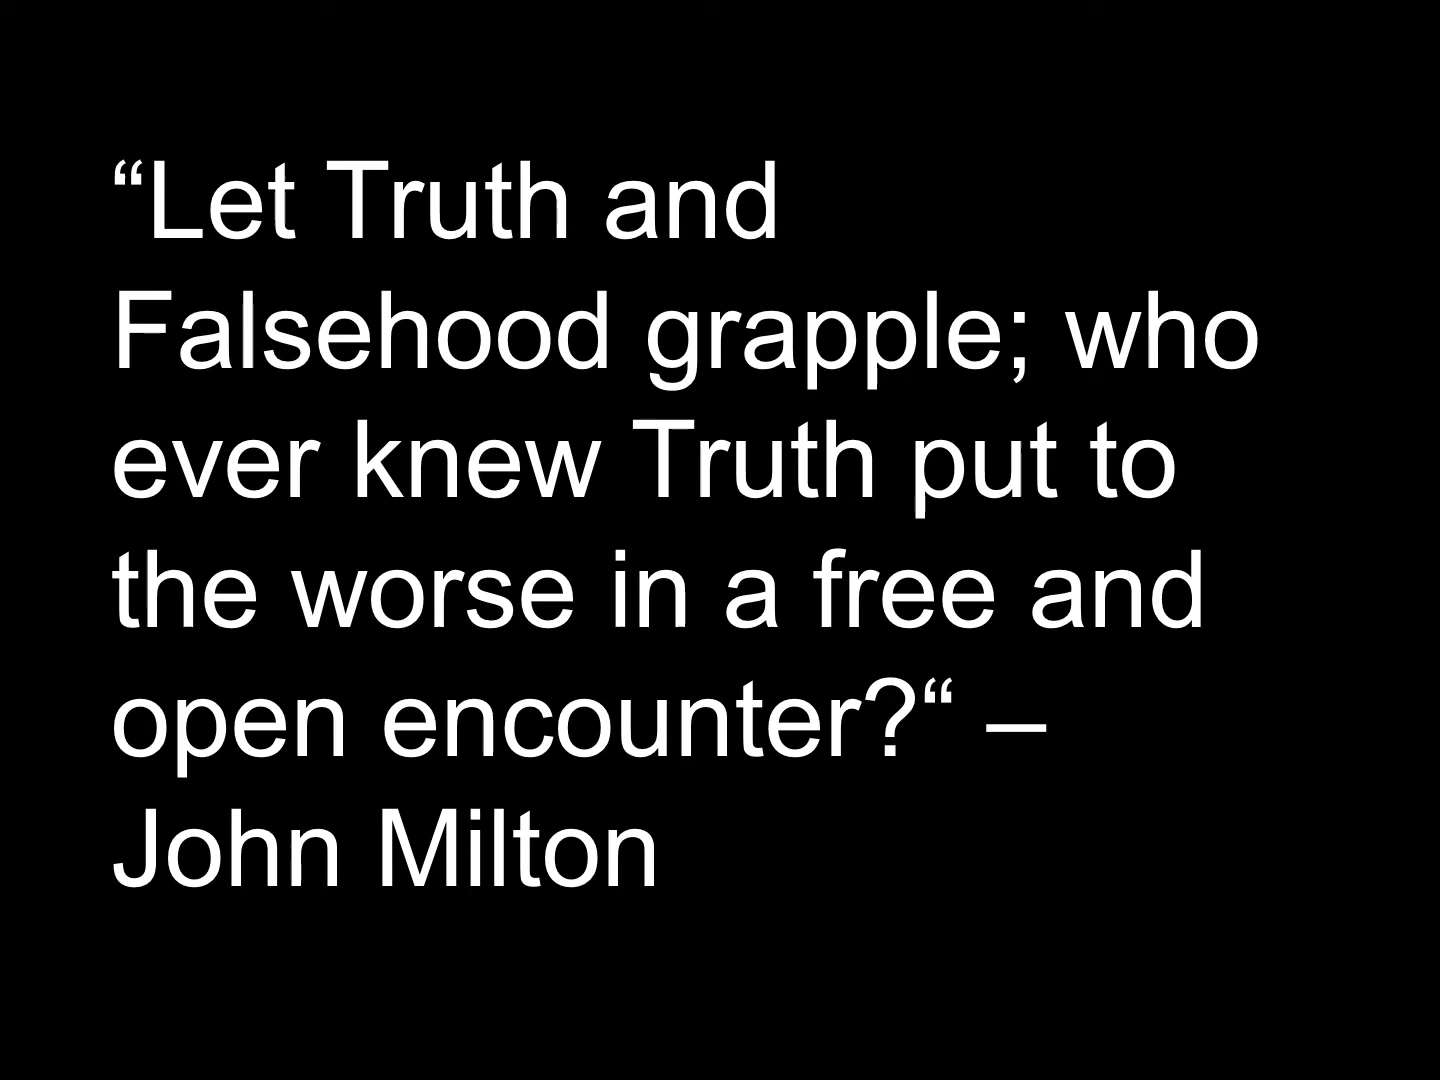 “Let Truth and
Falsehood grapple; who
ever knew Truth put to
the worse in a free and
open encounter?“ –
John Milton